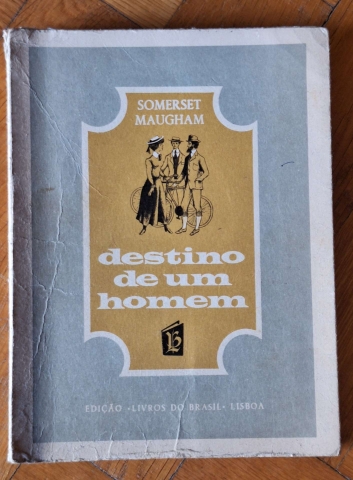 SOMERSET
MAUGHAM
destino
de um
homem
EDIÇÃO • LIVROS DO BRASIL • LISBOA